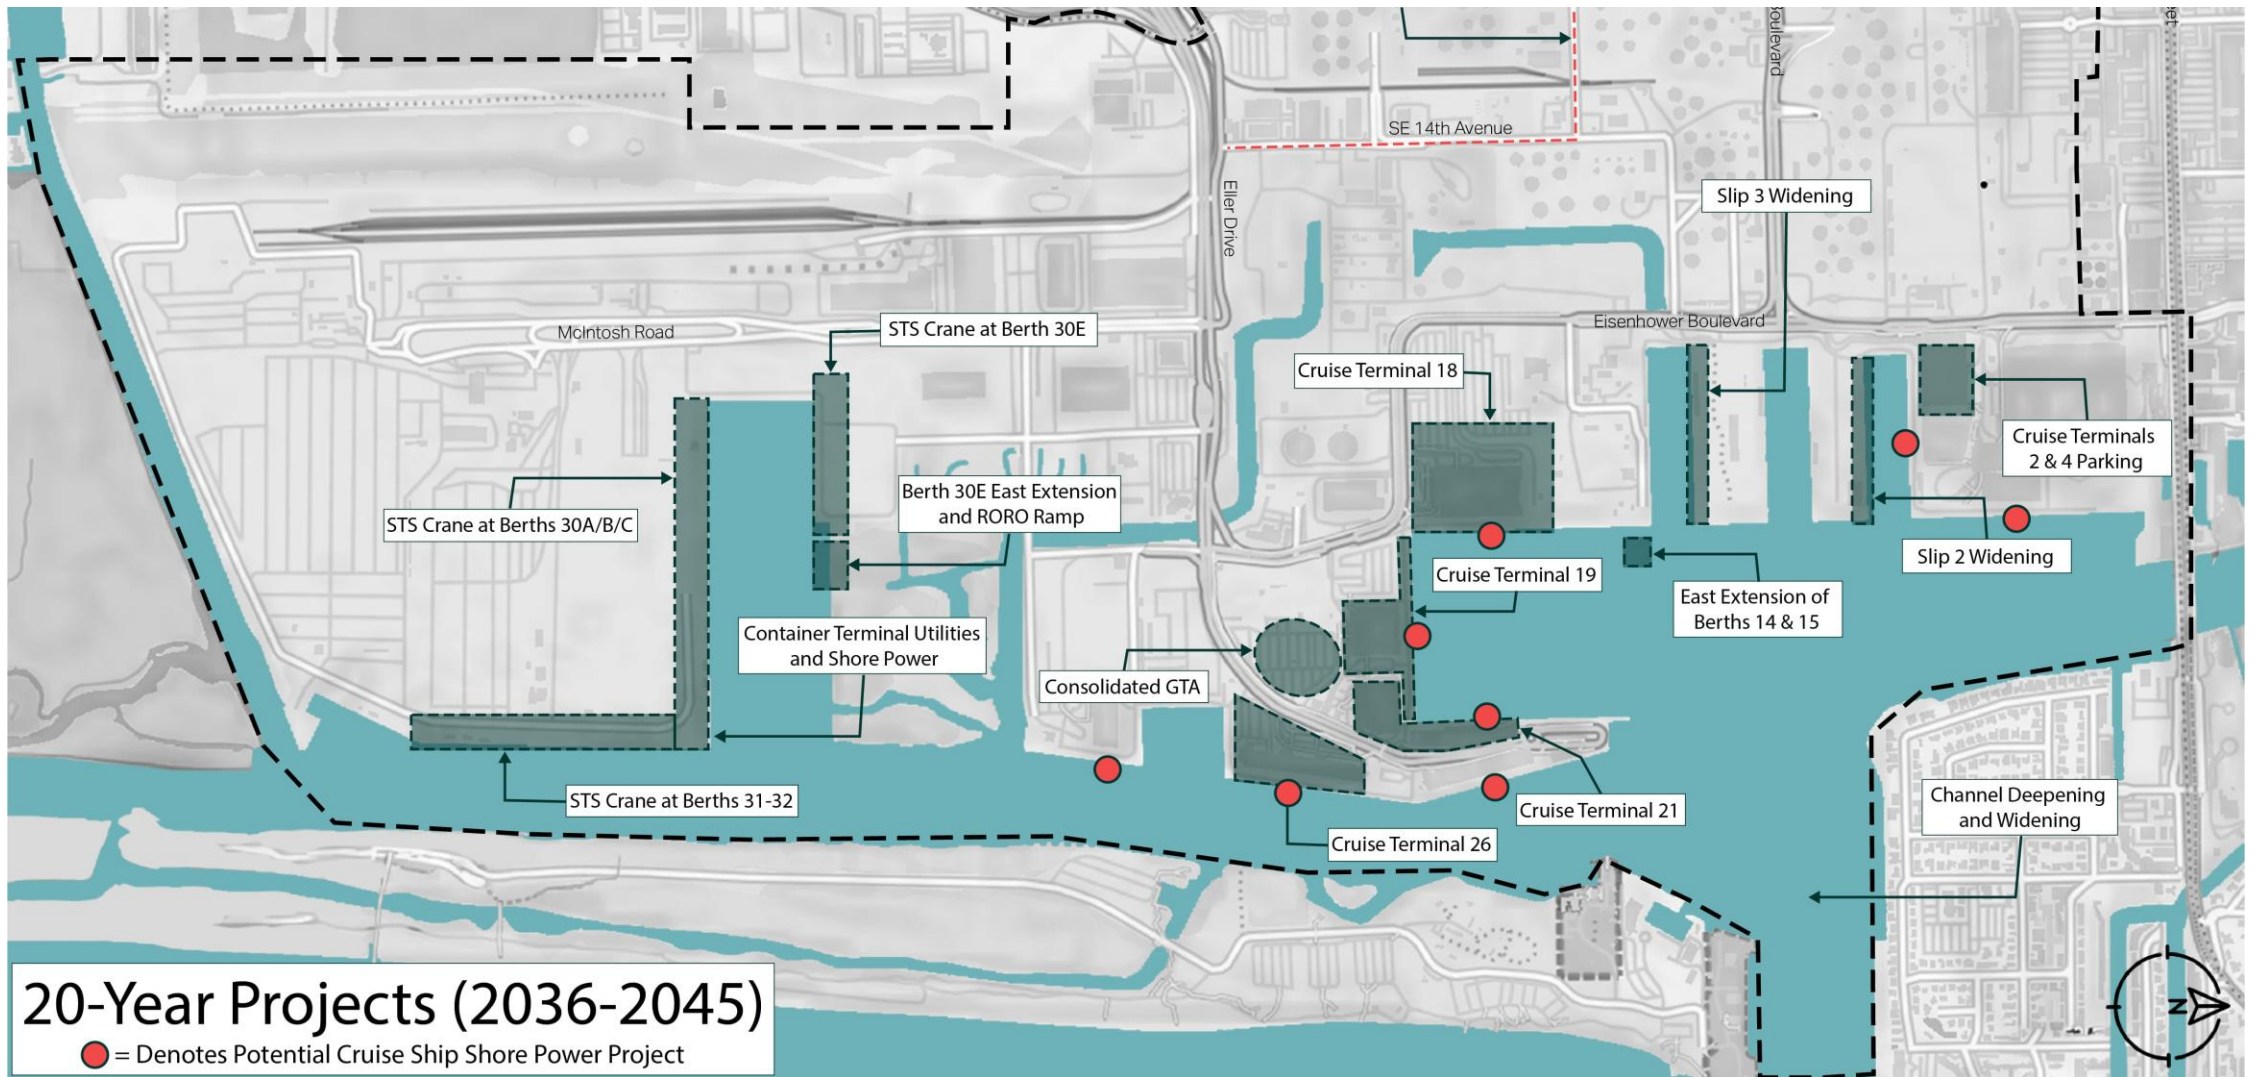 oulevard
eet
SE 14th Avenue
Eller Drive
Slip 3 Widening
Eisenhower Boulevard
McIntosh Road
STS Crane at Berth 30E
Cruise Terminal 18
Cruise Terminals
2 & 4 Parking
Berth 30E East Extension
and RORO Ramp
STS Crane at Berths 30A/B/C
Slip 2 Widening
Cruise Terminal 19
East Extension of
Berths 14 & 15
Container Terminal Utilities
and Shore Power
Consolidated GTA
STS Crane at Berths 31-32
Cruise Terminal 21
Channel Deepening
and Widening
Cruise Terminal 26
20-Year Projects (2036-2045)
= Denotes Potential Cruise Ship Shore Power Project
N